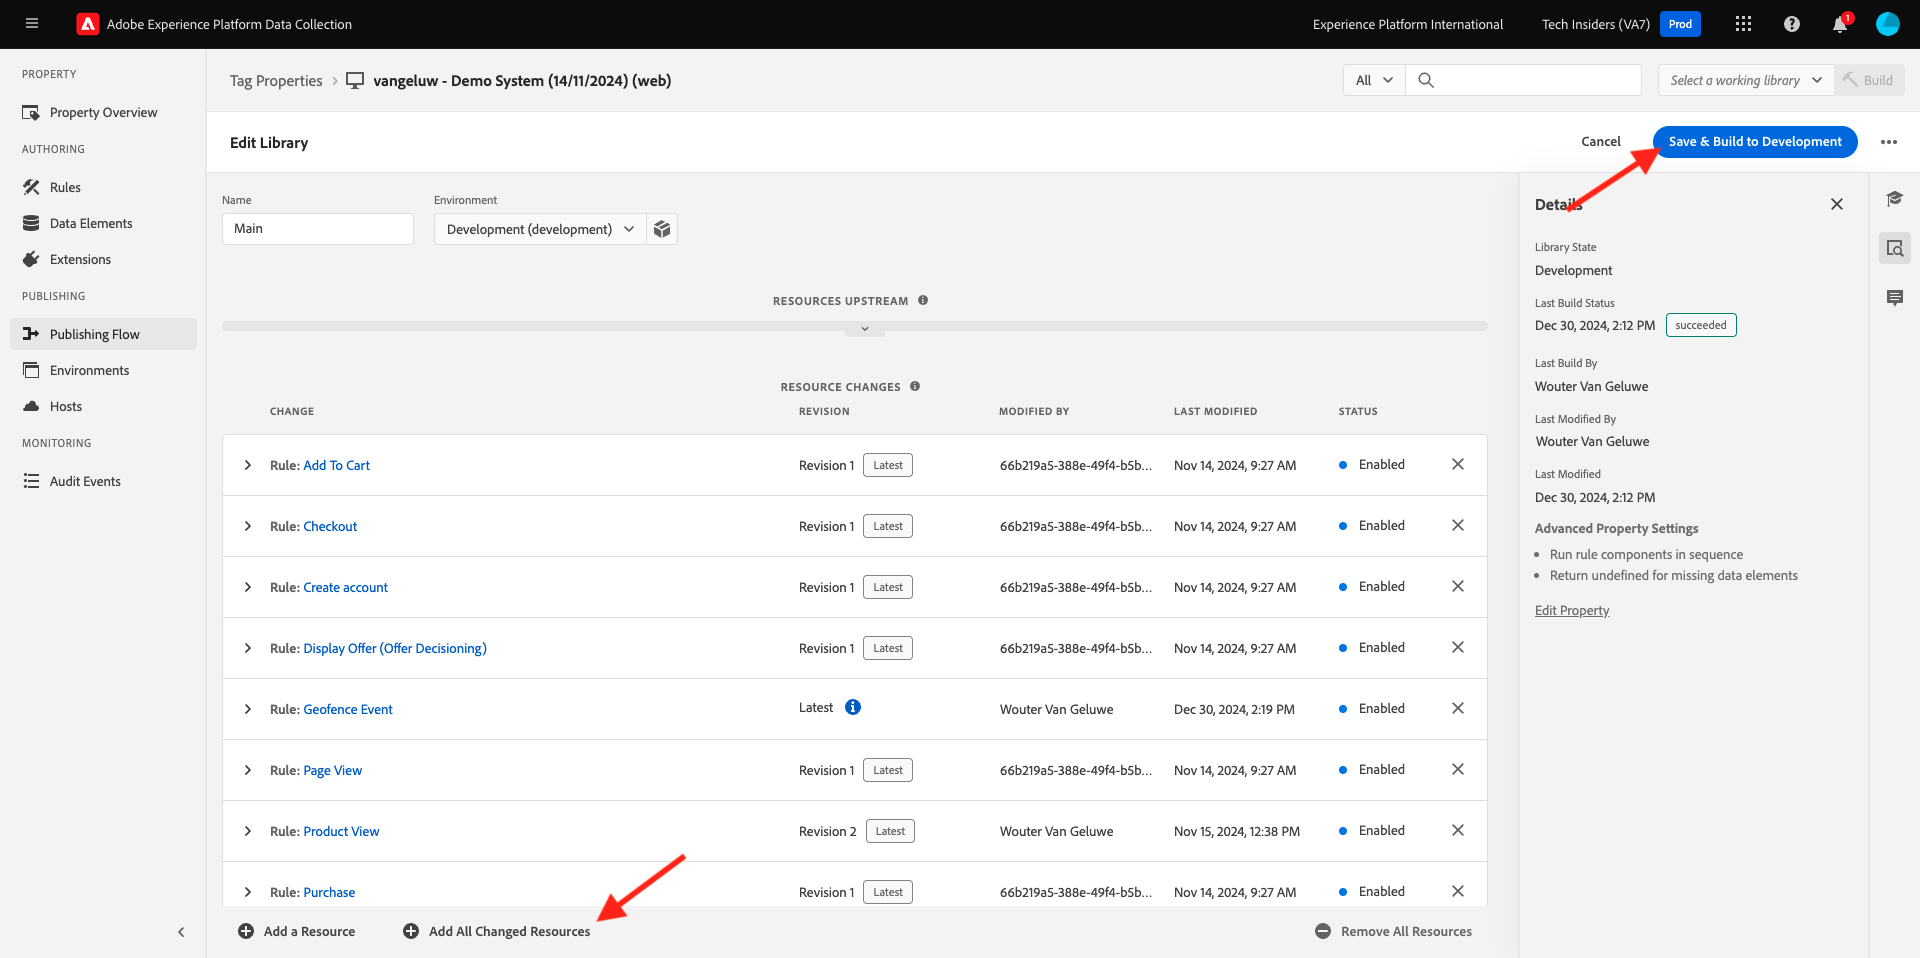 Adobe Experience Platform Data Collection
Experience Platform International
Tech Insiders (VA7)
Prod
1
PROPERTY
Property Overview
AUTHORING
Rules
Data Elements
Extensions
PUBLISHING
Publishing Flow
Environments
Hosts
MONITORING
Audit Events
Tag Properties
vangeluw - Demo System (14/11/2024) (web)
All
Select a working library
Build
Edit Library
Cancel
Save & Build to Development
Name
Main
Environment
Development (development)
RESOURCES UPSTREAM
RESOURCE CHANGES
CHANGE REVISION MODIFIED BY LAST MODIFIED STATUS
Rule: Add To Cart Revision 1 Latest 66b219a5-388e-49f4-b5b... Nov 14, 2024, 9:27 AM Enabled
Rule: Checkout Revision 1 Latest 66b219a5-388e-49f4-b5b... Nov 14, 2024, 9:27 AM Enabled
Rule: Create account Revision 1 Latest 66b219a5-388e-49f4-b5b... Nov 14, 2024, 9:27 AM Enabled
Rule: Display Offer (Offer Decisioning) Revision 1 Latest 66b219a5-388e-49f4-b5b... Nov 14, 2024, 9:27 AM Enabled
Rule: Geofence Event Latest Wouter Van Geluwe Dec 30, 2024, 2:19 PM Enabled
Rule: Page View Revision 1 Latest 66b219a5-388e-49f4-b5b... Nov 14, 2024, 9:27 AM Enabled
Rule: Product View Revision 2 Latest Wouter Van Geluwe Nov 15, 2024, 12:38 PM Enabled
Rule: Purchase Revision 1 Latest 66b219a5-388e-49f4-b5b... Nov 14, 2024, 9:27 AM Enabled
Add a Resource
Add All Changed Resources
Remove All Resources
Details
Library State
Development
Last Build Status
Dec 30, 2024, 2:12 PM succeeded
Last Build By
Wouter Van Geluwe
Last Modified By
Wouter Van Geluwe
Last Modified
Dec 30, 2024, 2:12 PM
Advanced Property Settings
Run rule components in sequence
Return undefined for missing data elements
Edit Property